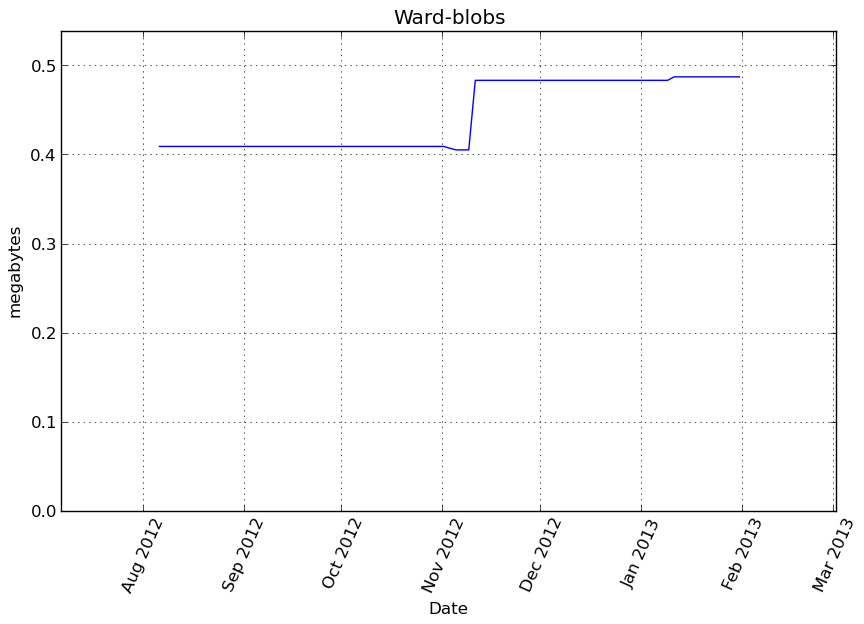 Ward-blobs
0.5
0.4
0.3
0.2
0.1
0.0
megabytes
Aug 2012
Sep 2012
Oct 2012
Nov 2012
Dec 2012
Jan 2013
Feb 2013
Mar 2013
Date